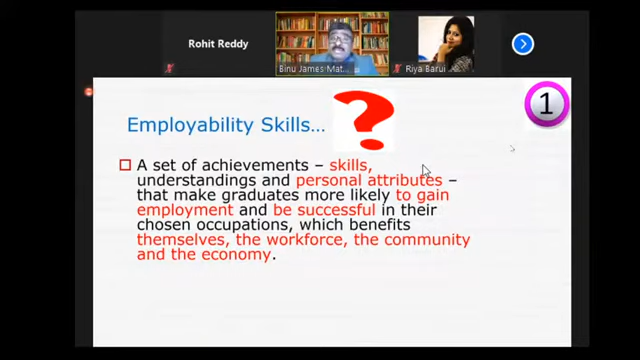 Rohit Reddy
Binu James Mat...
Riya Barui
1
Employability Skills...
?
A set of achievements – skills,
understandings and personal attributes –
that make graduates more likely to gain
employment and be successful in their
chosen occupations, which benefits
themselves, the workforce, the community
and the economy.